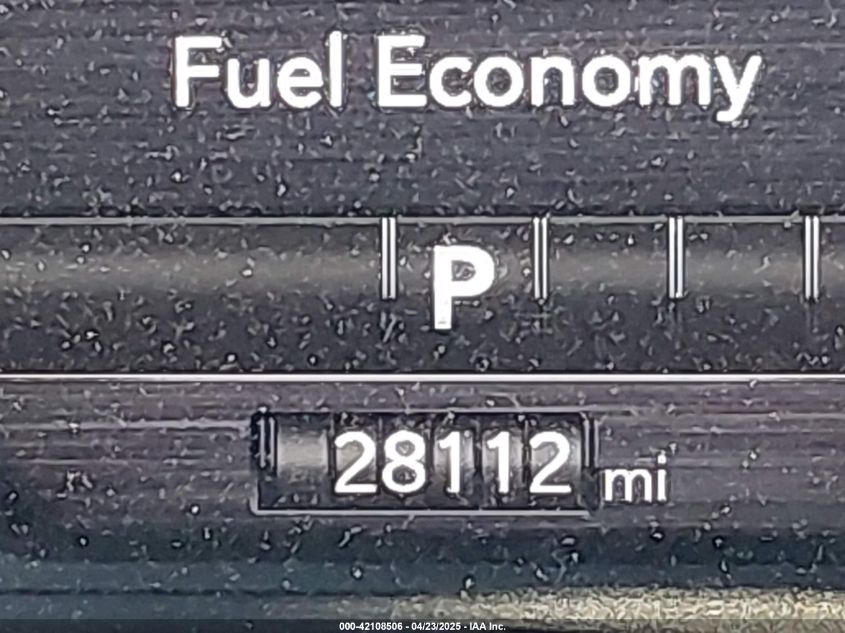 Fuel Economy
P
28112 mi
000-42108506 - 04/23/2025 - IAA Inc.